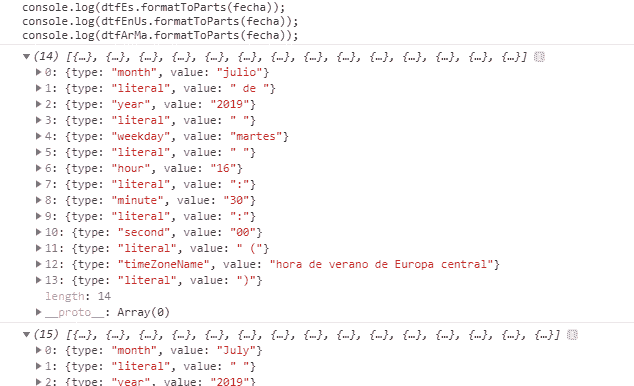 console.log(dtfEs.formatToParts(fecha));
console.log(dtfEnUs.formatToParts(fecha));
console.log(dtfArMa.formatToParts(fecha));
(14) [{…}, {…}, {…}, {…}, {…}, {…}, {…}, {…}, {…}, {…}, {…}, {…}, {…}, {…}]
0: {type: "month", value: "julio"}
1: {type: "literal", value: " de "}
2: {type: "year", value: "2019"}
3: {type: "literal", value: " "}
4: {type: "weekday", value: "martes"}
5: {type: "literal", value: " "}
6: {type: "hour", value: "16"}
7: {type: "literal", value: ":"}
8: {type: "minute", value: "30"}
9: {type: "literal", value: ":"}
10: {type: "second", value: "00"}
11: {type: "literal", value: " ("}
12: {type: "timeZoneName", value: "hora de verano de Europa central"}
13: {type: "literal", value: ")"}
length: 14
__proto__: Array(0)
(15) [{…}, {…}, {…}, {…}, {…}, {…}, {…}, {…}, {…}, {…}, {…}, {…}, {…}, {…}, {…}]
0: {type: "month", value: "July"}
1: {type: "literal", value: " "}
2: {type: "year", value: "2019"}